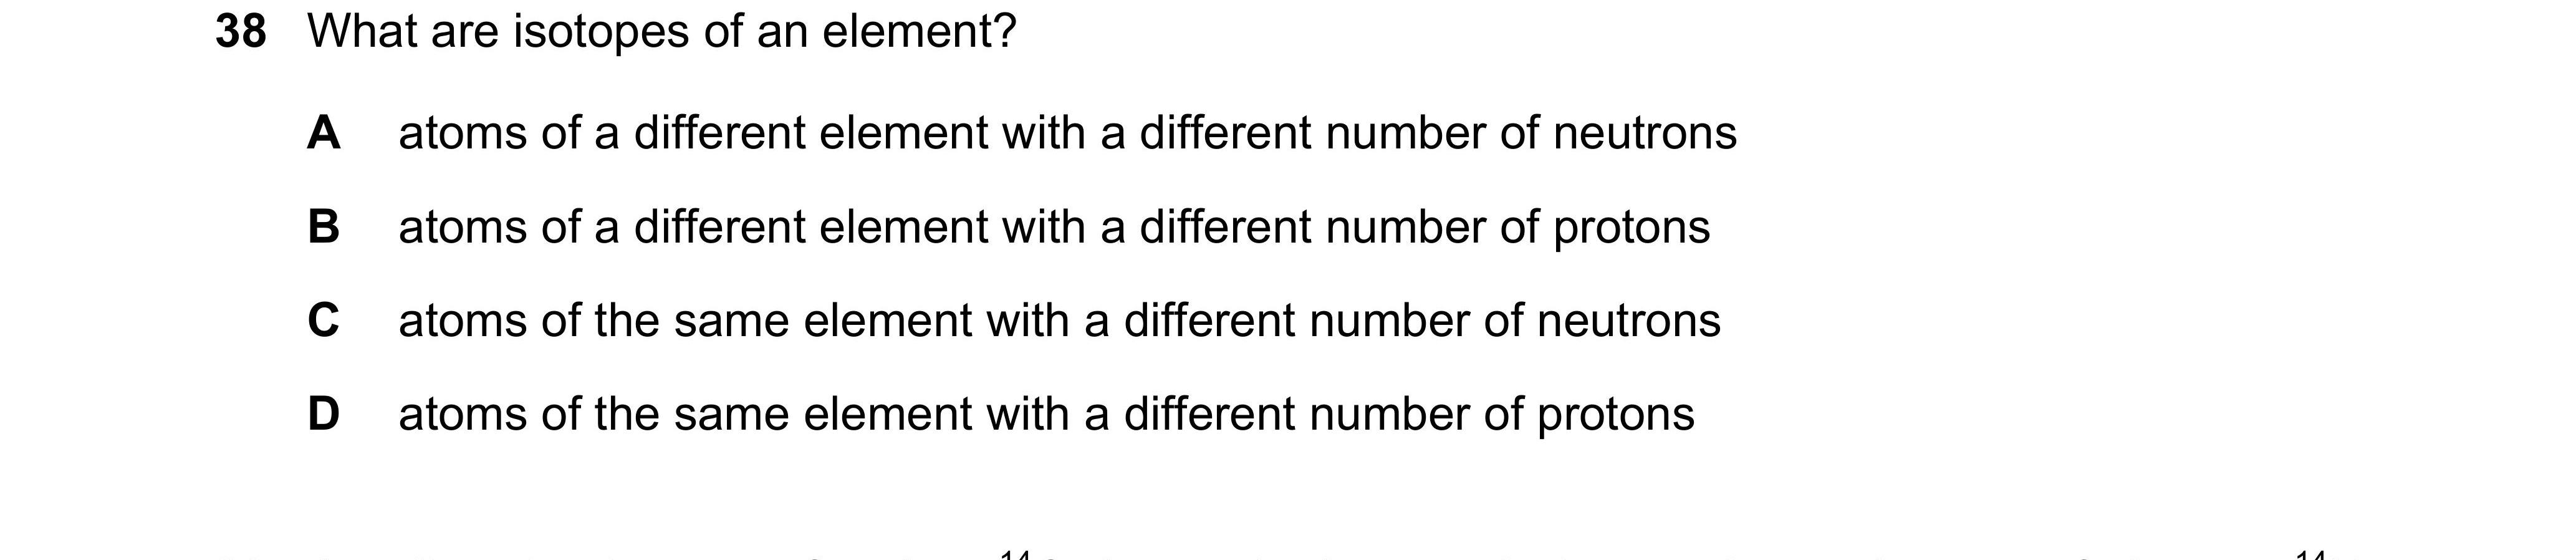 38 What are isotopes of an element?
A atoms of a different element with a different number of neutrons
B atoms of a different element with a different number of protons
C atoms of the same element with a different number of neutrons
D atoms of the same element with a different number of protons